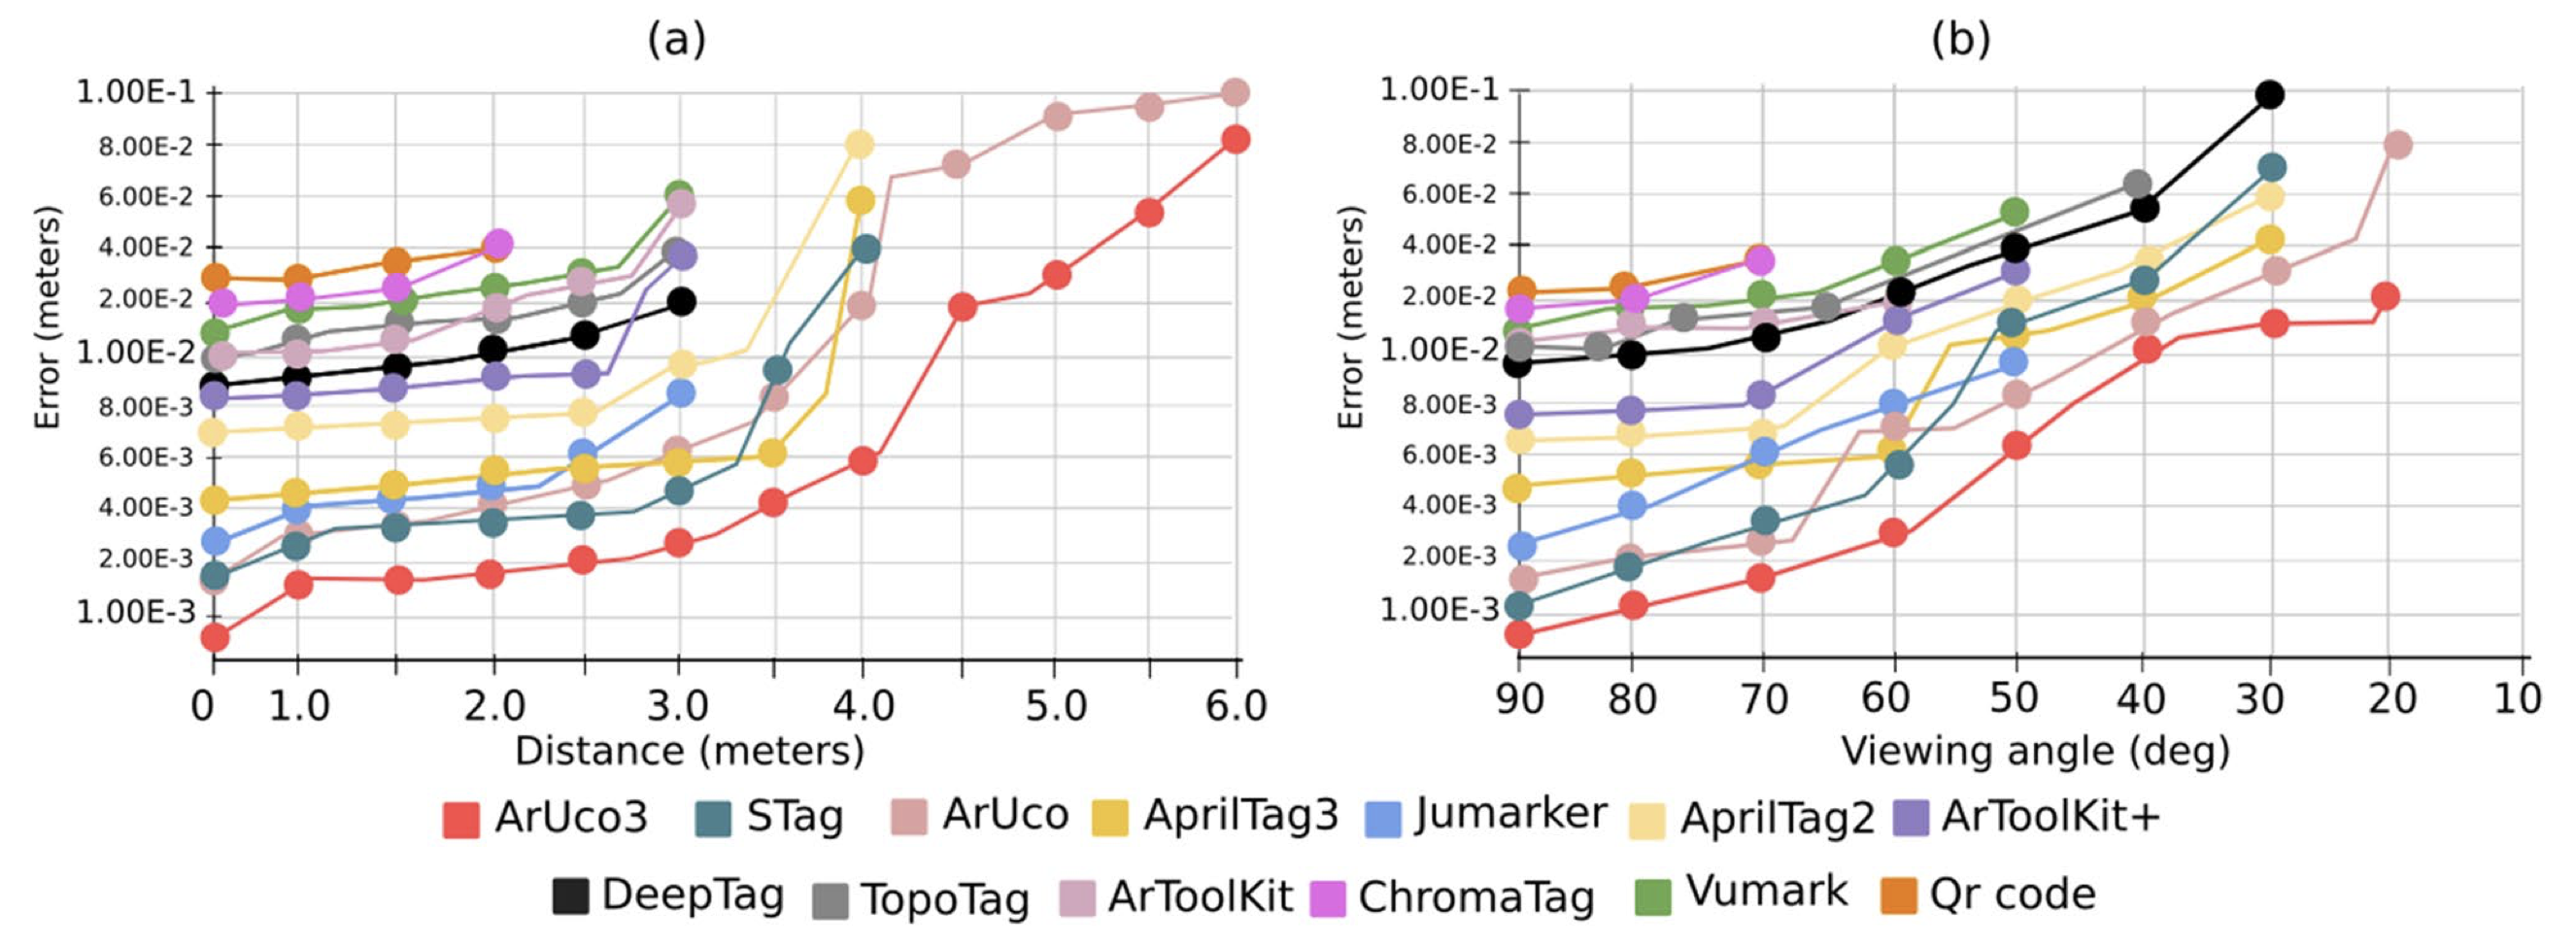 (a)
1.00E-1
8.00E-2
6.00E-2
4.00E-2
2.00E-2
1.00E-2
8.00E-3
6.00E-3
4.00E-3
2.00E-3
1.00E-3
Error (meters)
0 1.0 2.0 3.0 4.0 5.0 6.0
Distance (meters)
(b)
1.00E-1
8.00E-2
6.00E-2
4.00E-2
2.00E-2
1.00E-2
8.00E-3
6.00E-3
4.00E-3
2.00E-3
1.00E-3
Error (meters)
90 80 70 60 50 40 30 20 10
Viewing angle (deg)
ArUco3 STag ArUco AprilTag3 Jumarker AprilTag2 ArToolKit+
DeepTag TopoTag ArToolKit ChromaTag Vumark Qr code